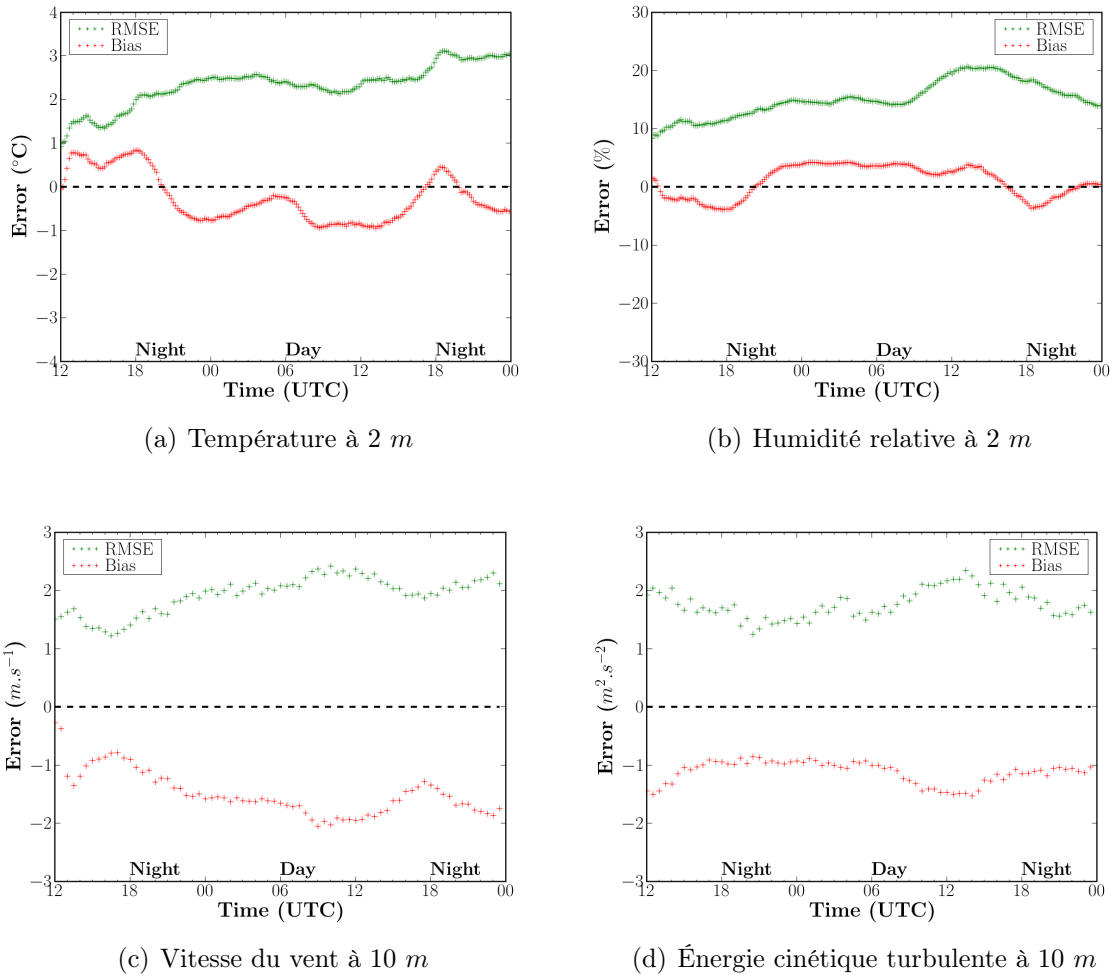 RMSE
Bias
Error (°C)
4
3
2
1
0
−1
−2
−3
−4
Night Day Night
12 18 00 06 12 18 00
Time (UTC)
(a) Température à 2 m
RMSE
Bias
Error (%)
30
20
10
0
−10
−20
−30
Night Day Night
12 18 00 06 12 18 00
Time (UTC)
(b) Humidité relative à 2 m
RMSE
Bias
Error (m.s⁻¹)
3
2
1
0
−1
−2
−3
Night Day Night
12 18 00 06 12 18 00
Time (UTC)
(c) Vitesse du vent à 10 m
RMSE
Bias
Error (m².s⁻²)
3
2
1
0
−1
−2
−3
Night Day Night
12 18 00 06 12 18 00
Time (UTC)
(d) Énergie cinétique turbulente à 10 m